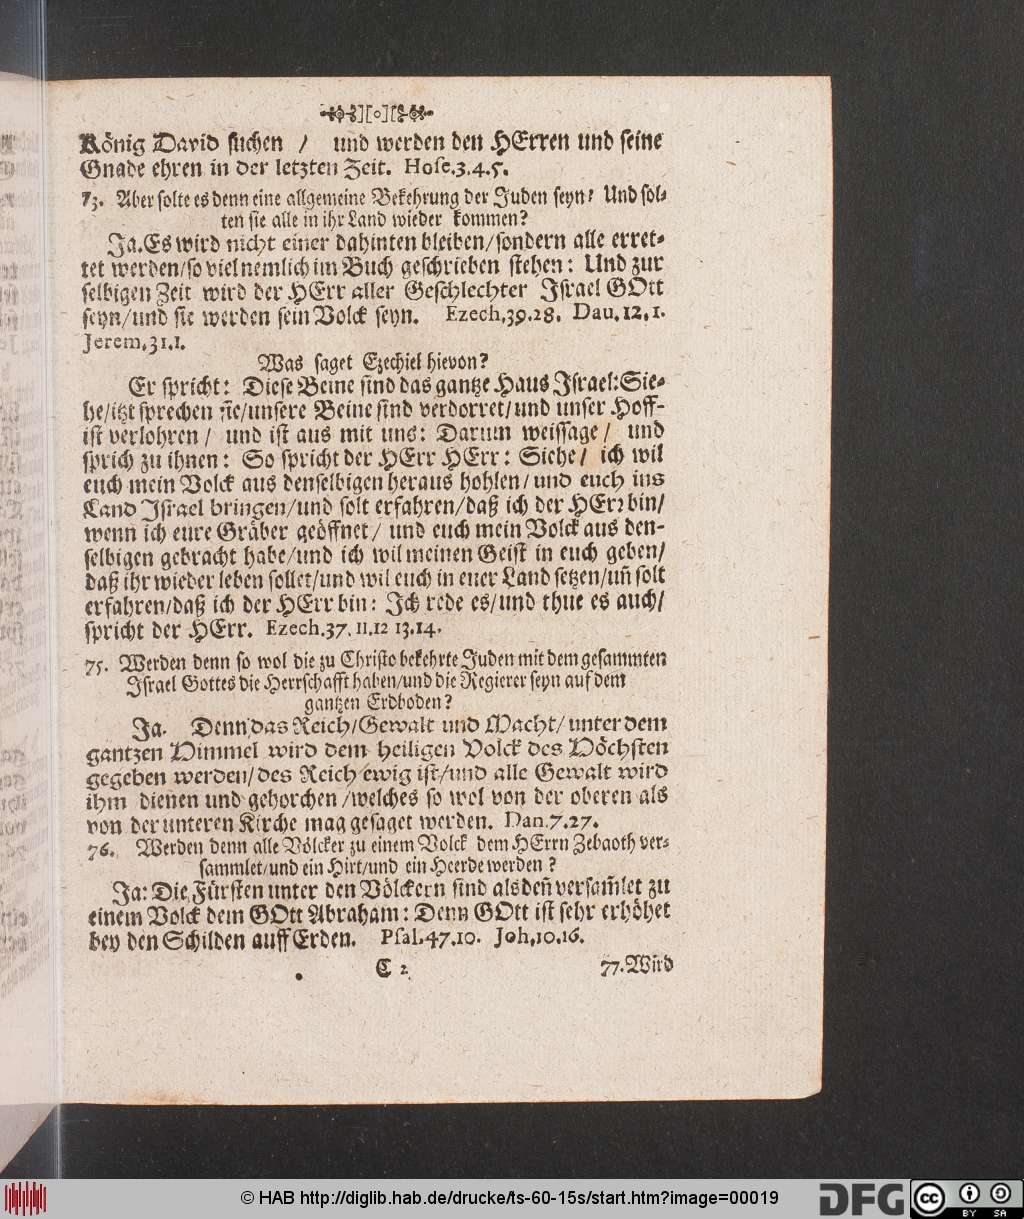 König David suchen / und werden den HErren und seine
Gnade ehren in der letzten Zeit. Hose.3.4.5.
73. Aber solte es denn eine allgemeine Bekehrung der Juden seyn? Und sol-
ten sie alle in ihr Land wieder kommen?
Ja. Es wird nicht einer dahinten bleiben/sondern alle erret-
tet werden/so viel nemlich im Buch geschrieben stehen: Und zur
selbigen Zeit wird der HErr aller Geschlechter Israel GOtt
seyn/und sie werden sein Volck seyn. Ezech.39.28. Dau.12.1.
Jerem.31.1.
Was saget Ezechiel hievon?
Er spricht: Diese Beine sind das gantze Haus Israel: Sie-
he/itzt sprechen sie/unsere Beine sind verdorret/und unser Hoff-
ist verlohren / und ist aus mit uns: Darum weissage / und
sprich zu ihnen: So spricht der HErr HErr: Siehe / ich wil
euch mein Volck aus denselbigen heraus hohlen/und euch ins
Land Israel bringen/und solt erfahren/daß ich der HErr bin/
wenn ich eure Gräber geöffnet / und euch mein Volck aus den-
selbigen gebracht habe/und ich wil meinen Geist in euch geben/
daß ihr wieder leben sollet/und wil euch in euer Land setzen/uñ solt
erfahren/daß ich der HErr bin: Ich rede es/und thue es auch/
spricht der HErr. Ezech.37.11.12 13.14.
75. Werden denn so wol die zu Christo bekehrte Juden mit dem gesammten
Israel Gottes die Herrschafft haben/und die Regierer seyn auf dem
gantzen Erdboden?
Ja. Denn das Reich/Gewalt und Macht/unter dem
gantzen Himmel wird dem heiligen Volck des Höchsten
gegeben werden/des Reich ewig ist/und alle Gewalt wird
ihm dienen und gehorchen/welches so wol von der oberen als
von der unteren Kirche mag gesaget werden. Dan.7.27.
76. Werden denn alle Völcker zu einem Volck dem HErrn Zebaoth ver-
sammlet/und ein Hirt/und ein Heerde werden?
Ja: Die Fürsten unter den Völckern sind alsdeñ versam̃let zu
einem Volck dem GOtt Abraham: Denn GOtt ist sehr erhöhet
bey den Schilden auff Erden. Psal.47.10. Joh.10.16.
C 2 77. Wird
© HAB http://diglib.hab.de/drucke/ts-60-15s/start.htm?image=00019
DFG cc BY SA